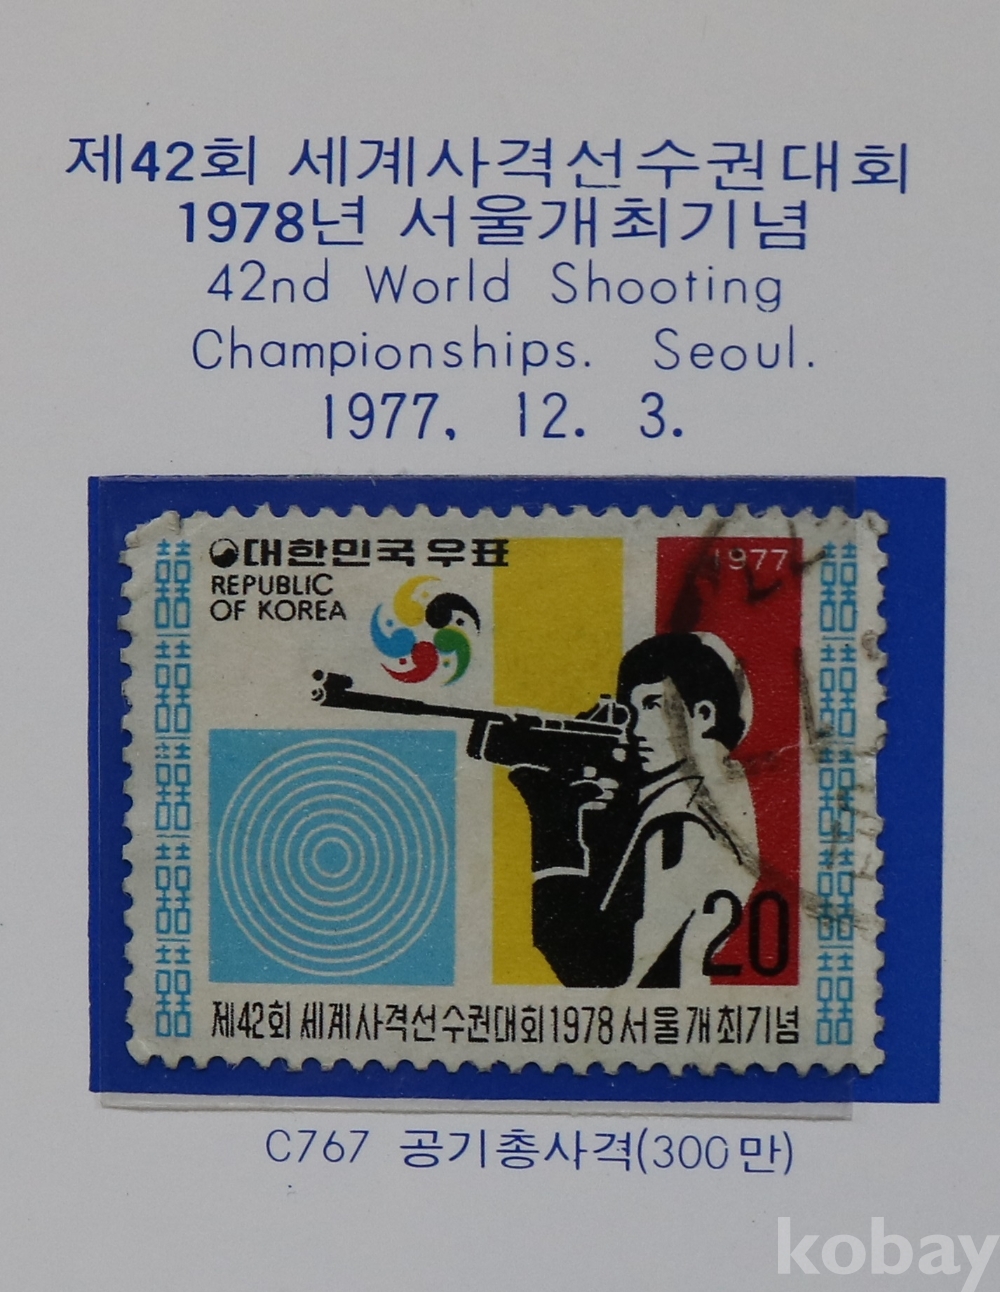 제42회 세계사격선수권대회
1978년 서울개최기념
42nd World Shooting
Championships. Seoul.
1977. 12. 3.
대한민국 우표
REPUBLIC
OF KOREA
1977
20
제42회 세계사격선수권대회1978서울개최기념
C767 공기총사격(300만)
kobay